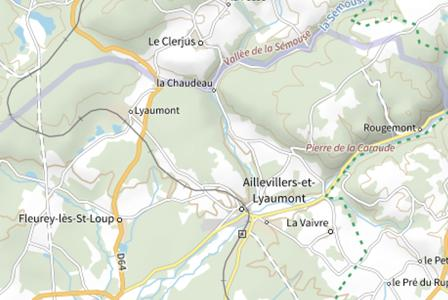 la Semouse
Le Clerjus
Vallée de la Sémouse
la Chaudeau
Lyaumont
Rougemont
Pierre de la Caraude
Aillevillers-et-
Lyaumont
Fleurey-lès-St-Loup
La Vaivre
D64
le Pré du Ru